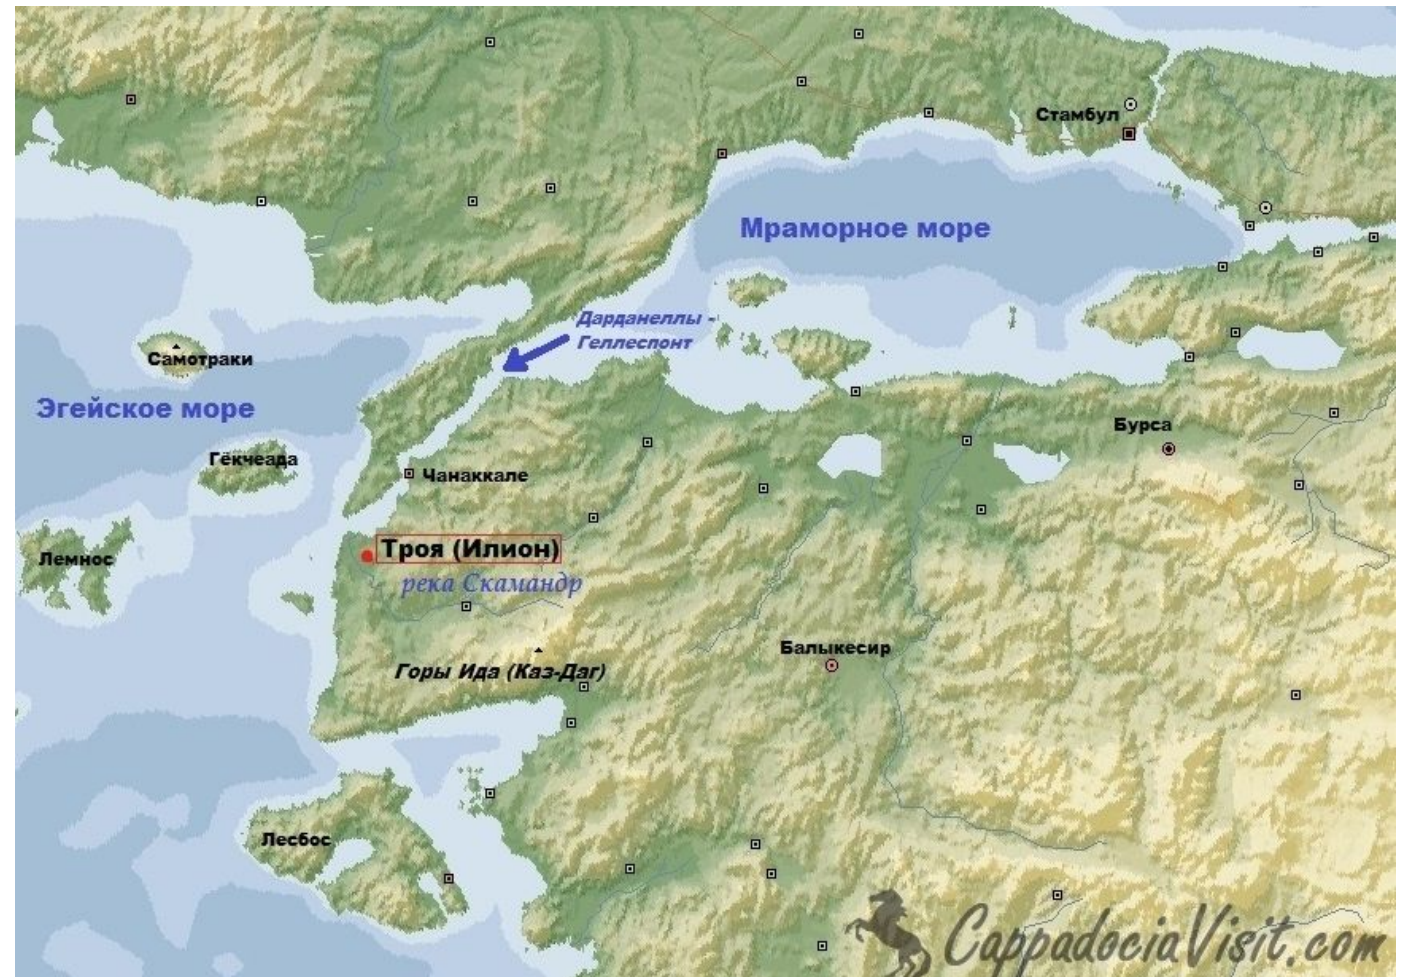 Стамбул
Мраморное море
Дарданеллы -
Геллеспонт
Самотраки
Эгейское море
Бурса
Гёкчеада
Чанаккале
Троя (Илион)
Лемнос
река Скамандр
Балыкесир
Горы Ида (Каз-Даг)
Лесбос
CappadociaVisit.com